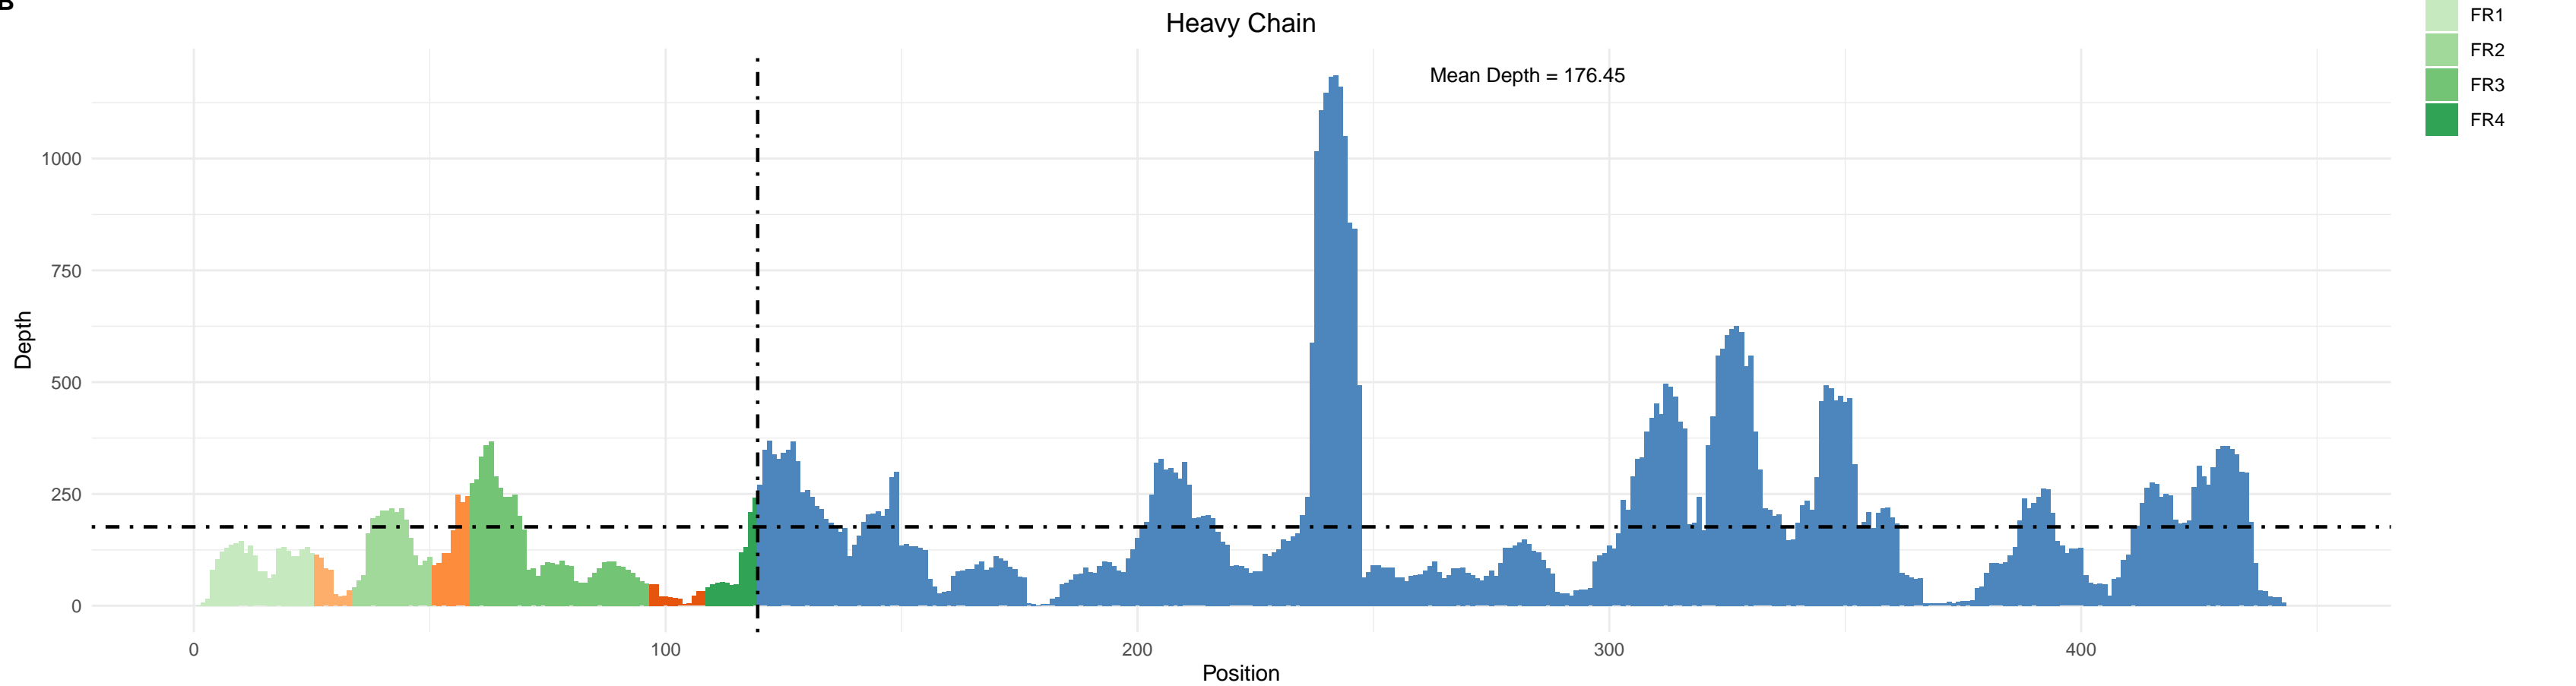 B
Heavy Chain
Mean Depth = 176.45
FR1
FR2
FR3
FR4
Depth
1000
750
500
250
0
0 100 200 300 400
Position